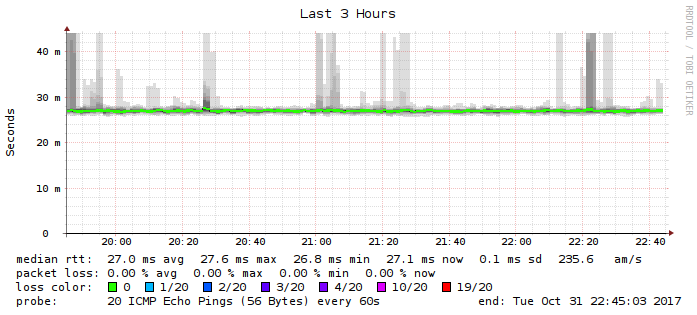 Last 3 Hours
RRDTOOL / TOBI OETIKER
Seconds
40 m
30 m
20 m
10 m
0
20:00 20:20 20:40 21:00 21:20 21:40 22:00 22:20 22:40
median rtt: 27.0 ms avg 27.6 ms max 26.8 ms min 27.1 ms now 0.1 ms sd 235.6 am/s
packet loss: 0.00 % avg 0.00 % max 0.00 % min 0.00 % now
loss color: 0 1/20 2/20 3/20 4/20 10/20 19/20
probe: 20 ICMP Echo Pings (56 Bytes) every 60s end: Tue Oct 31 22:45:03 2017